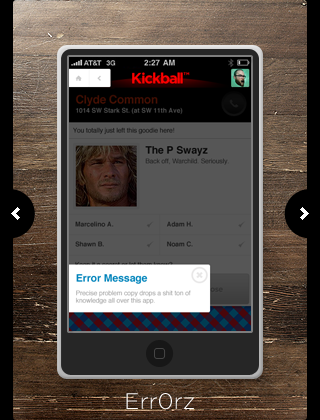 AT&T 3G 2:27 AM
Kickball™
Clyde Common
1014 SW Stark St. (at SW 11th Ave)
You totally just left this goodie here!
The P Swayz
Back off, Warchild. Seriously.
Marcelino A. Adam H.
Shawn B. Noam C.
Error Message
Precise problem copy drops a shit ton of
knowledge all over this app.
Err0rz